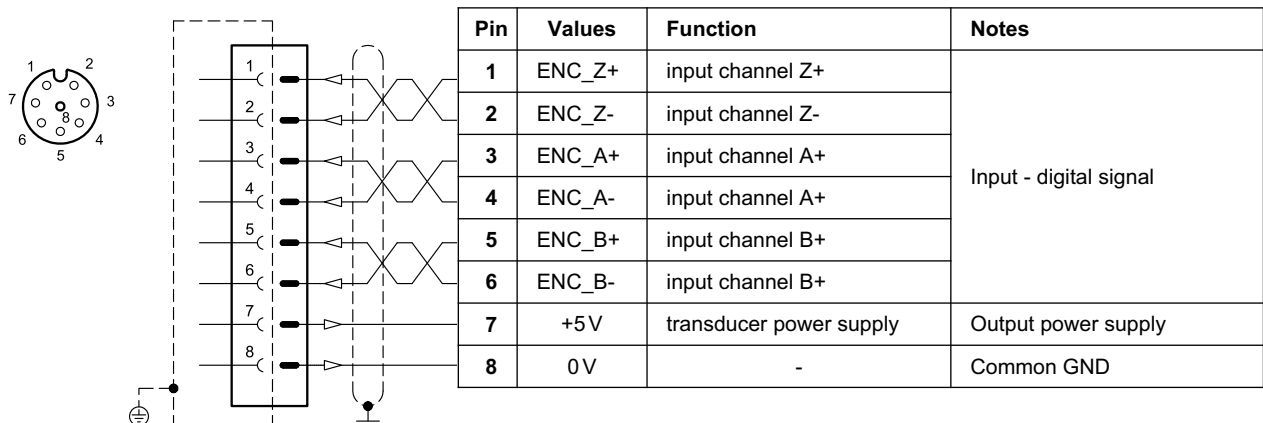 1 2
7 8 3
6 4
5
1
2
3
4
5
6
7
8
Pin Values Function Notes
1 ENC_Z+ input channel Z+
2 ENC_Z- input channel Z-
3 ENC_A+ input channel A+
Input - digital signal
4 ENC_A- input channel A+
5 ENC_B+ input channel B+
6 ENC_B- input channel B+
7 +5V transducer power supply Output power supply
8 0V - Common GND